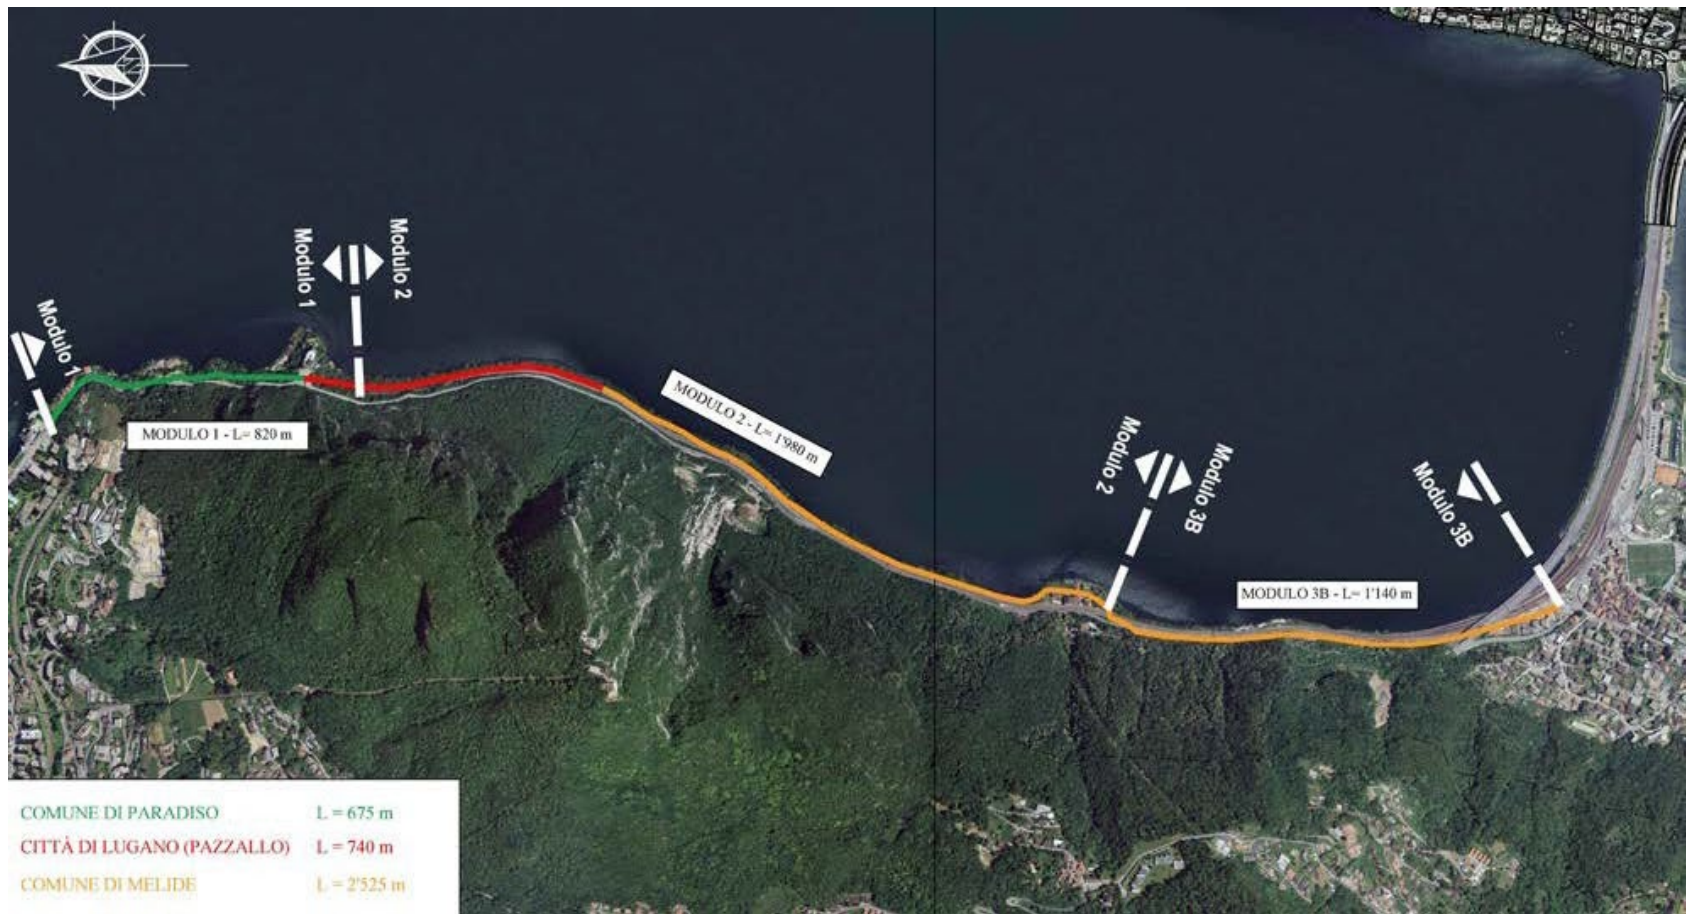 Modulo 1
Modulo 1
Modulo 2
MODULO 1 - L= 820 m
MODULO 2 - L= 1'980 m
Modulo 2
Modulo 3B
Modulo 3B
MODULO 3B - L= 1'140 m
COMUNE DI PARADISO L = 675 m
CITTÀ DI LUGANO (PAZZALLO) L = 740 m
COMUNE DI MELIDE L = 2'525 m